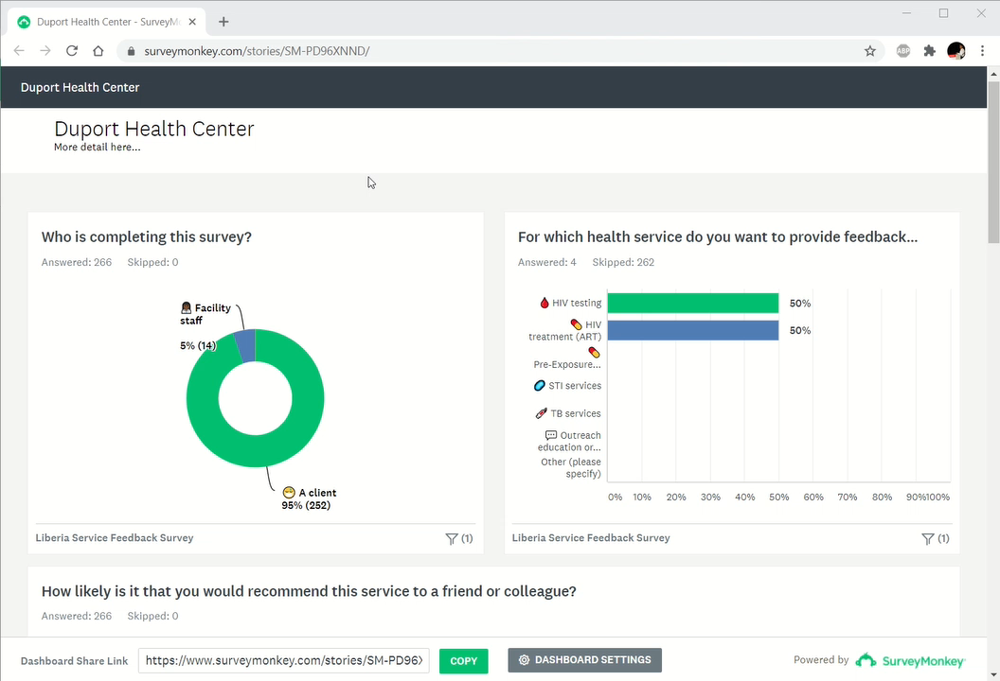 Duport Health Center - SurveyM
surveymonkey.com/stories/SM-PD96XNND/
ABP
Duport Health Center
Duport Health Center
More detail here...
Who is completing this survey?
Answered: 266 Skipped: 0
Facility
staff
5% (14)
A client
95% (252)
Liberia Service Feedback Survey
(1)
For which health service do you want to provide feedback...
Answered: 4 Skipped: 262
HIV testing 50%
HIV
treatment (ART) 50%
Pre-Exposure...
STI services
TB services
Outreach
education or...
Other (please
specify)
0% 10% 20% 30% 40% 50% 60% 70% 80% 90%100%
Liberia Service Feedback Survey
(1)
How likely is it that you would recommend this service to a friend or colleague?
Answered: 266 Skipped: 0
Dashboard Share Link https://www.surveymonkey.com/stories/SM-PD96 COPY DASHBOARD SETTINGS Powered by SurveyMonkey